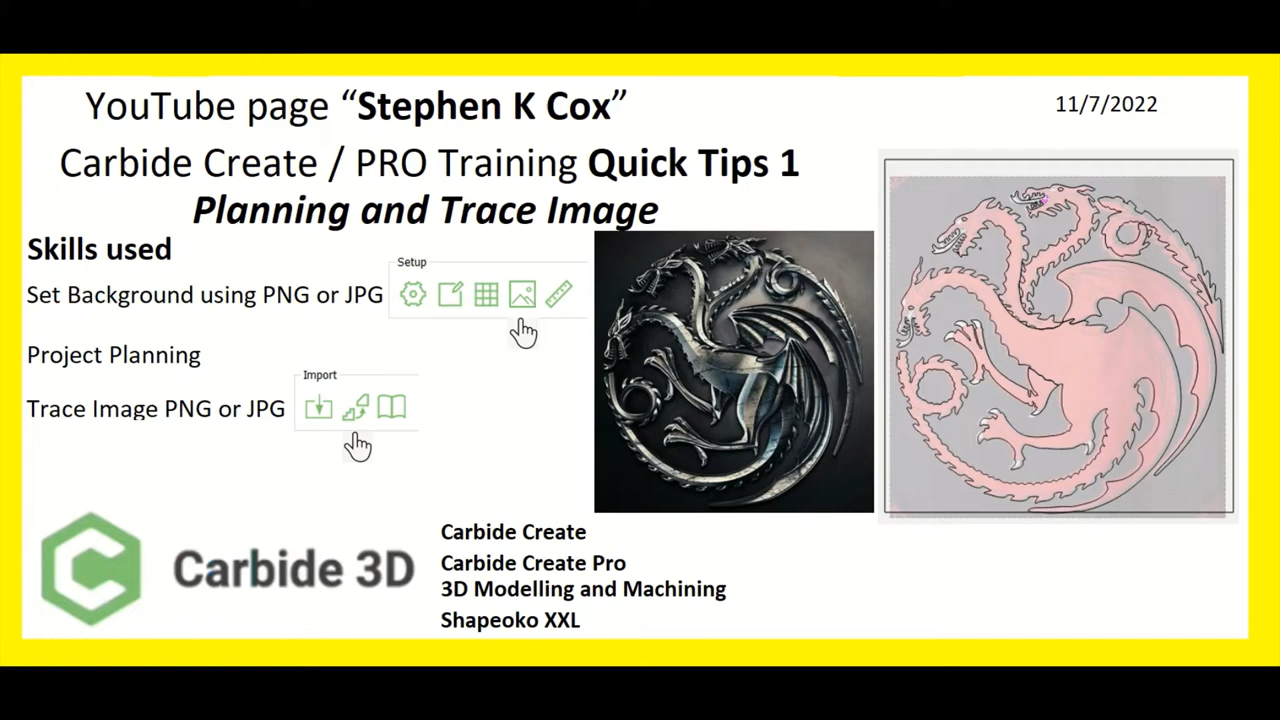 YouTube page “Stephen K Cox”
11/7/2022
Carbide Create / PRO Training Quick Tips 1
Planning and Trace Image
Skills used
Setup
Set Background using PNG or JPG
Project Planning
Import
Trace Image PNG or JPG
Carbide 3D
Carbide Create
Carbide Create Pro
3D Modelling and Machining
Shapeoko XXL